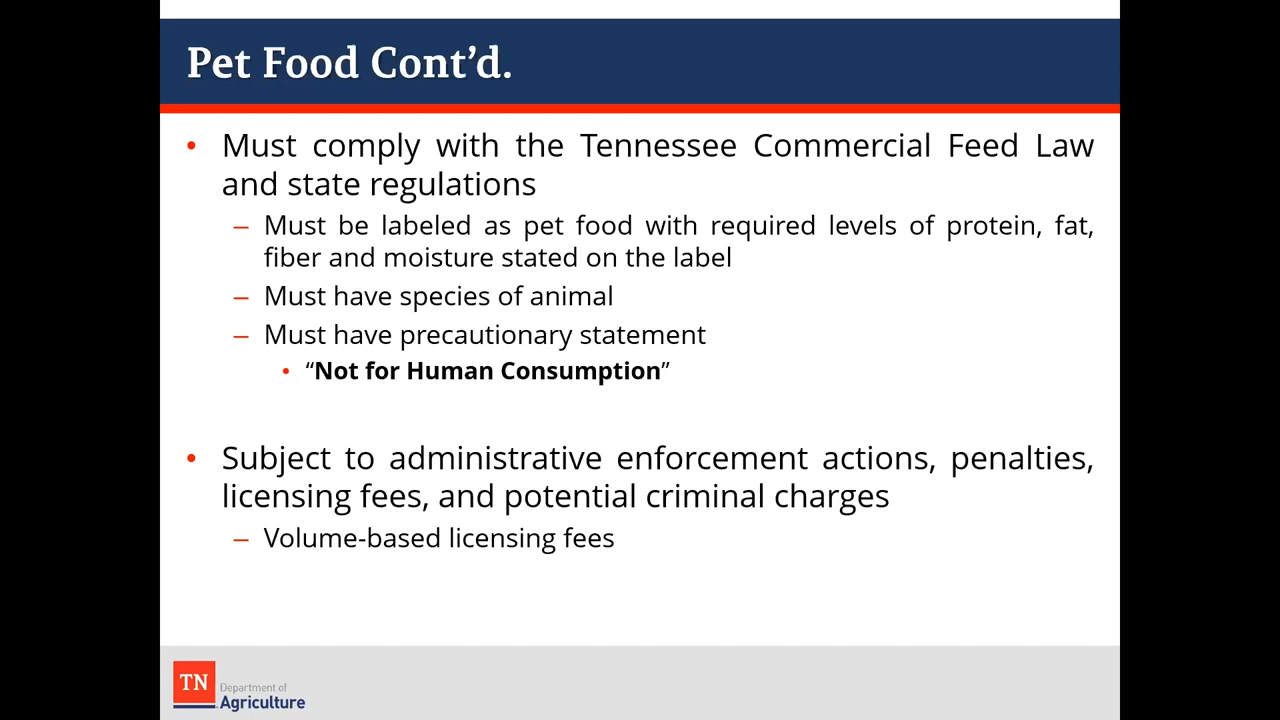 Pet Food Cont’d.
• Must comply with the Tennessee Commercial Feed Law
and state regulations
– Must be labeled as pet food with required levels of protein, fat,
fiber and moisture stated on the label
– Must have species of animal
– Must have precautionary statement
• “Not for Human Consumption”
• Subject to administrative enforcement actions, penalties,
licensing fees, and potential criminal charges
– Volume-based licensing fees
TN
Department of
Agriculture